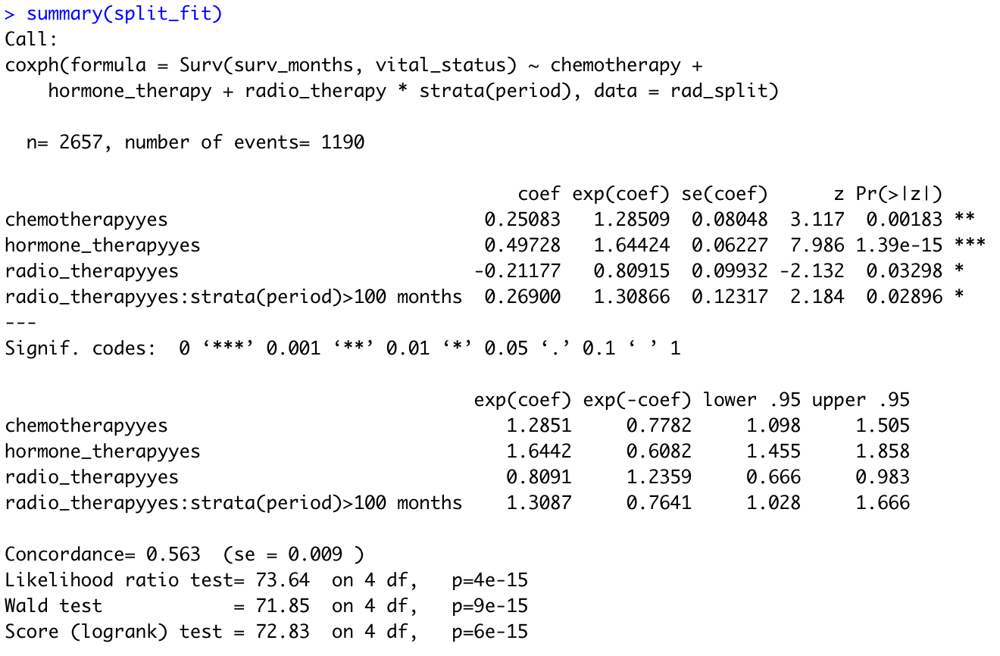 > summary(split_fit)
Call:
coxph(formula = Surv(surv_months, vital_status) ~ chemotherapy +
    hormone_therapy + radio_therapy * strata(period), data = rad_split)

  n= 2657, number of events= 1190

                                             coef exp(coef) se(coef)      z Pr(>|z|)
chemotherapyyes                           0.25083   1.28509  0.08048  3.117  0.00183 **
hormone_therapyyes                        0.49728   1.64424  0.06227  7.986 1.39e-15 ***
radio_therapyyes                         -0.21177   0.80915  0.09932 -2.132  0.03298 *
radio_therapyyes:strata(period)>100 months  0.26900   1.30866  0.12317  2.184  0.02896 *
---
Signif. codes:  0 ‘***’ 0.001 ‘**’ 0.01 ‘*’ 0.05 ‘.’ 0.1 ‘ ’ 1

                                           exp(coef) exp(-coef) lower .95 upper .95
chemotherapyyes                               1.2851     0.7782     1.098     1.505
hormone_therapyyes                            1.6442     0.6082     1.455     1.858
radio_therapyyes                              0.8091     1.2359     0.666     0.983
radio_therapyyes:strata(period)>100 months    1.3087     0.7641     1.028     1.666

Concordance= 0.563  (se = 0.009 )
Likelihood ratio test= 73.64  on 4 df,   p=4e-15
Wald test            = 71.85  on 4 df,   p=9e-15
Score (logrank) test = 72.83  on 4 df,   p=6e-15